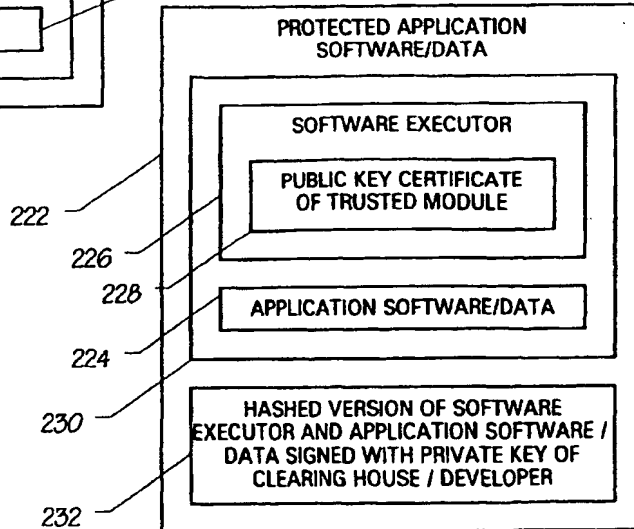 PROTECTED APPLICATION
SOFTWARE/DATA
SOFTWARE EXECUTOR
PUBLIC KEY CERTIFICATE
OF TRUSTED MODULE
222
226
228
APPLICATION SOFTWARE/DATA
224
230
HASHED VERSION OF SOFTWARE
EXECUTOR AND APPLICATION SOFTWARE /
DATA SIGNED WITH PRIVATE KEY OF
CLEARING HOUSE / DEVELOPER
232